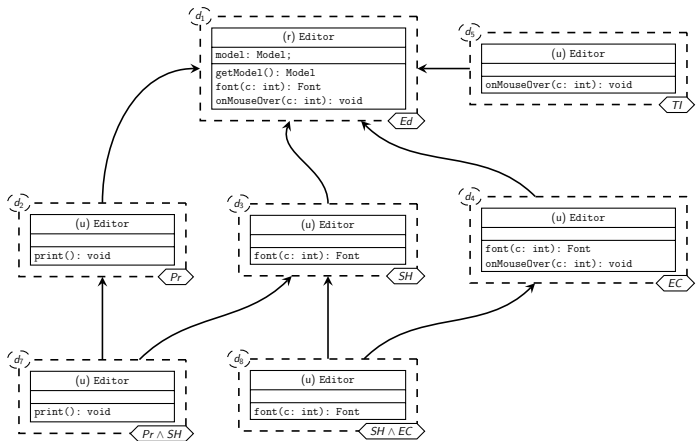 d1
(r) Editor
model: Model;
getModel(): Model
font(c: int): Font
onMouseOver(c: int): void
Ed
d5
(u) Editor
onMouseOver(c: int): void
TI
d2
(u) Editor
print(): void
Pr
d3
(u) Editor
font(c: int): Font
SH
d4
(u) Editor
font(c: int): Font
onMouseOver(c: int): void
EC
d7
(u) Editor
print(): void
Pr ∧ SH
d8
(u) Editor
font(c: int): Font
SH ∧ EC